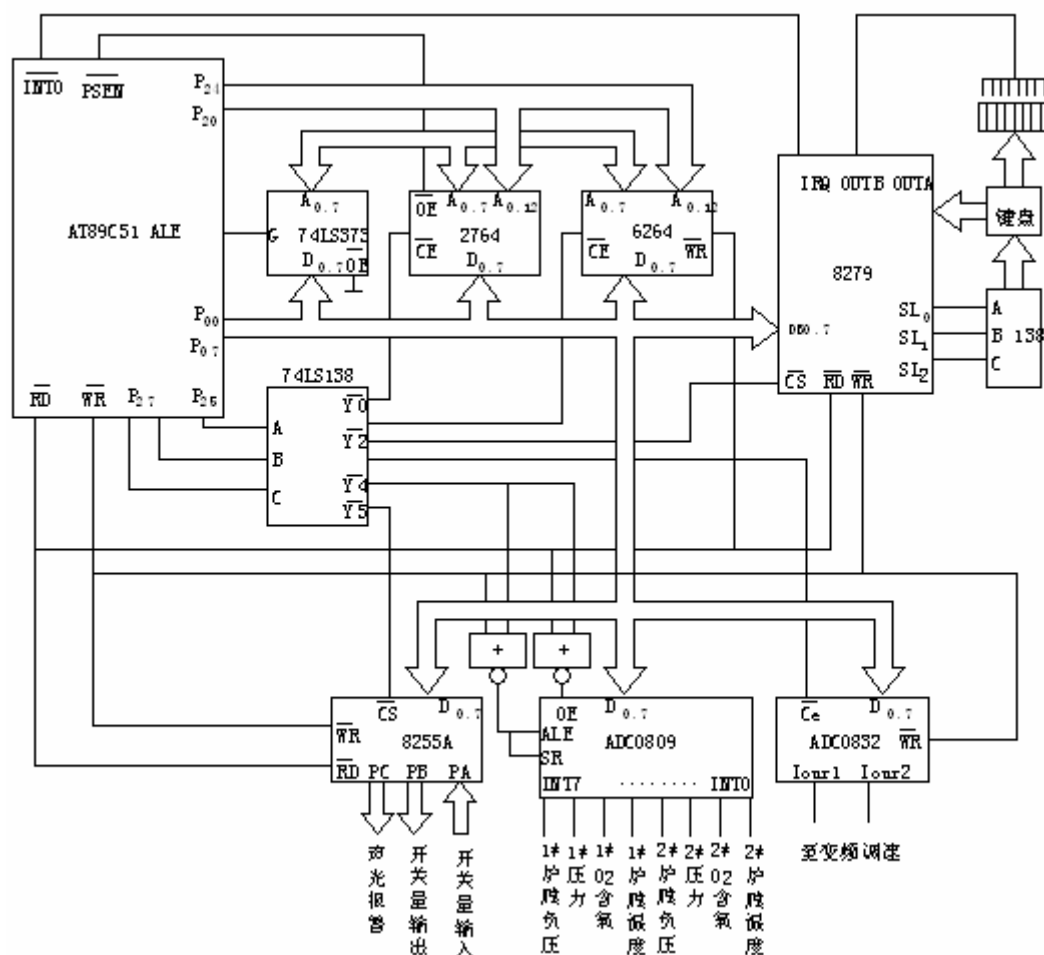 INT0 PSEN
P24
P20
AT89C51 ALE
P00
P07
RD WR P27 P26
A0.7
G 74LS373
D0.7 OE
OE A0.7 A0.12
2764
CE D0.7
A0.7 A0.12
6264
CE D0.7 WR
IRQ OUTB OUTA
8279
DB0.7
SL0
SL1
SL2
CS RD WR
键盘
A
B 138
C
74LS138
Y0
A
Y2
B
Y4
C
Y5
+
+
CS D0.7
WR
8255A
RD PC PB PA
OE D0.7
ALE ADC0809
SR
INT7 ········ INT0
Ce D0.7
ADC0832 WR
Iour1 Iour2
声光报警
开关量输出
开关量输入
1#炉膛负压
1#压力
1#O2含氧
1#炉膛温度
2#炉膛负压
2#压力
2#O2含氧
2#炉膛温度
至变频调速